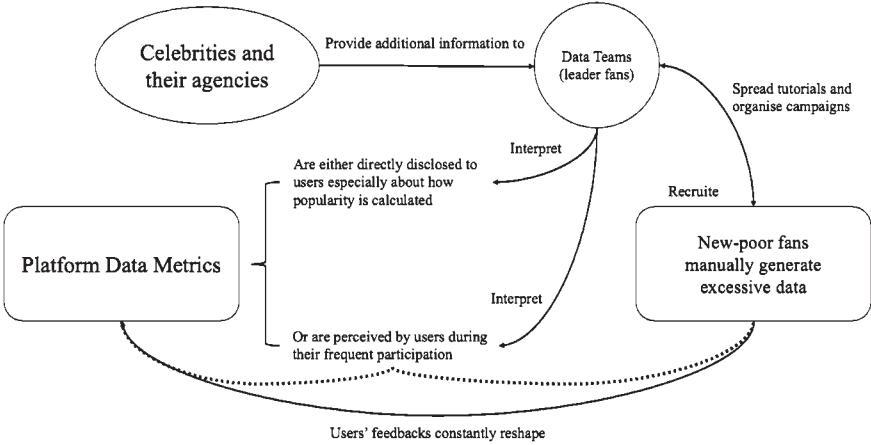 Celebrities and
their agencies
Provide additional information to
Data Teams
(leader fans)
Spread tutorials and
organise campaigns
Interpret
Are either directly disclosed to
users especially about how
popularity is calculated
Recruite
Platform Data Metrics
New-poor fans
manually generate
excessive data
Interpret
Or are perceived by users during
their frequent participation
Users' feedbacks constantly reshape